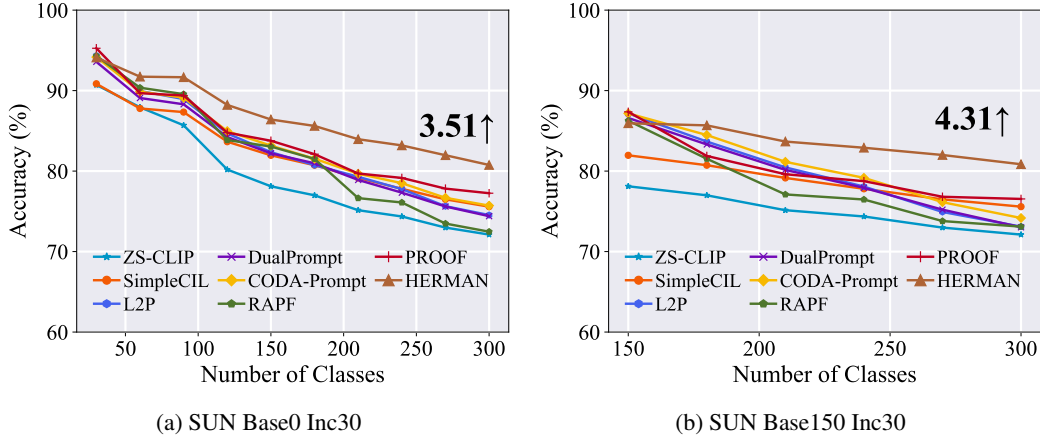 100
90
80
70
60
Accuracy (%)
3.51↑
ZS-CLIP
SimpleCIL
L2P
DualPrompt
CODA-Prompt
RAPF
PROOF
HERMAN
50
100
150
200
250
300
Number of Classes
(a) SUN Base0 Inc30
100
90
80
70
60
Accuracy (%)
4.31↑
ZS-CLIP
SimpleCIL
L2P
DualPrompt
CODA-Prompt
RAPF
PROOF
HERMAN
150
200
250
300
Number of Classes
(b) SUN Base150 Inc30